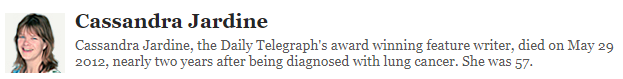 Cassandra Jardine
Cassandra Jardine, the Daily Telegraph's award winning feature writer, died on May 29
2012, nearly two years after being diagnosed with lung cancer. She was 57.